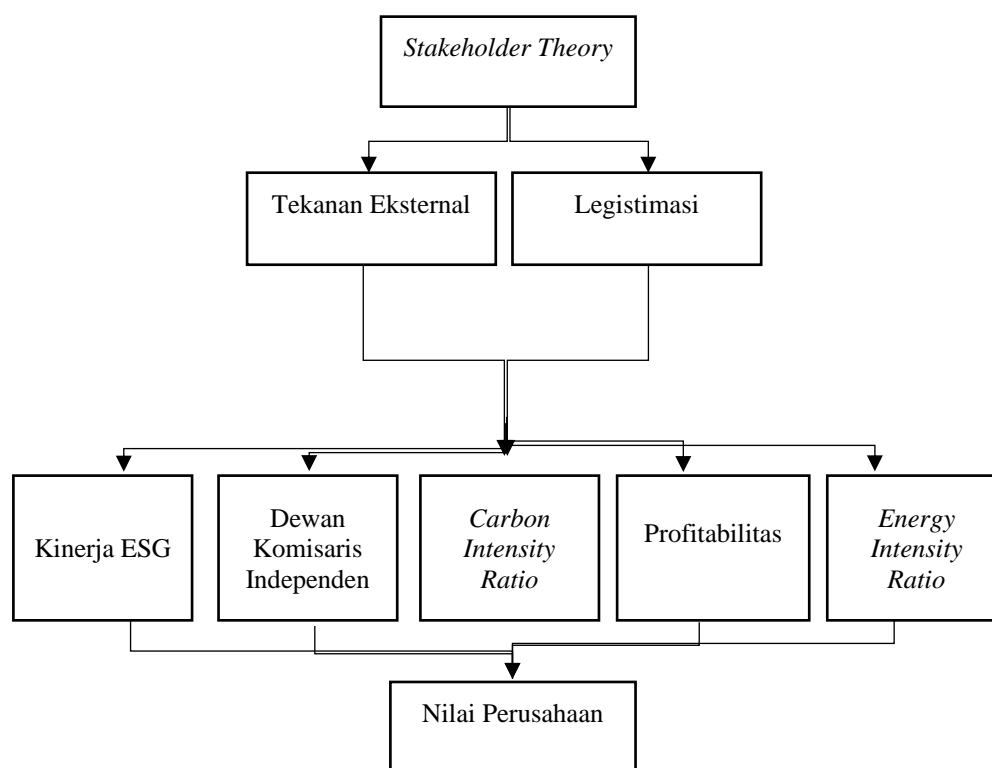 Stakeholder Theory
Tekanan Eksternal
Legistimasi
Kinerja ESG
Dewan
Komisaris
Independen
Carbon
Intensity
Ratio
Profitabilitas
Energy
Intensity
Ratio
Nilai Perusahaan